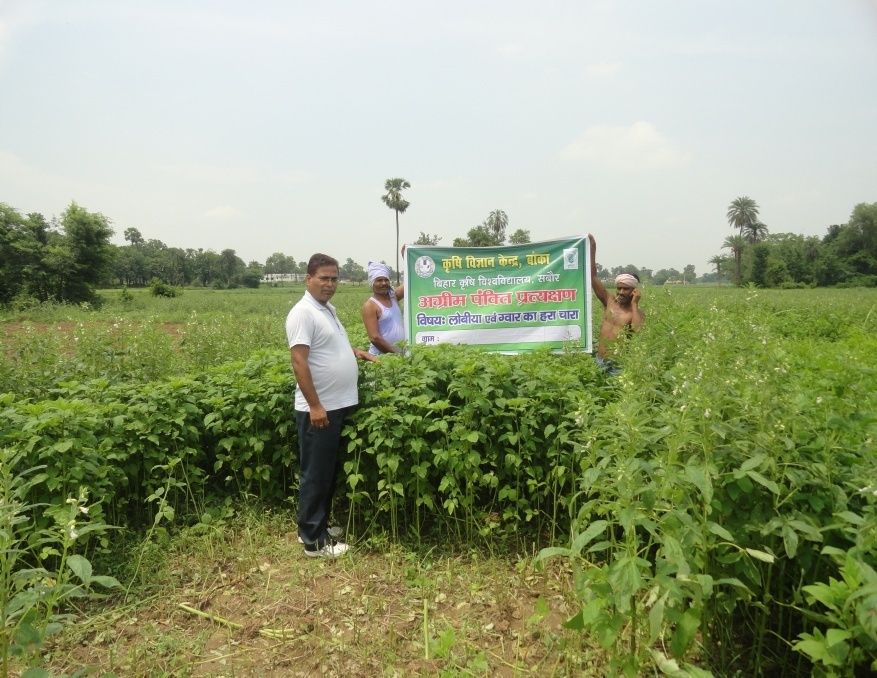 कृषि विज्ञान केन्द्र, बाँका
बिहार कृषि विश्वविद्यालय, सबौर
अग्रीम पंक्ति प्रत्यक्षण
विषय: लोबीया एवं ग्वार का हरा चारा
ग्राम :